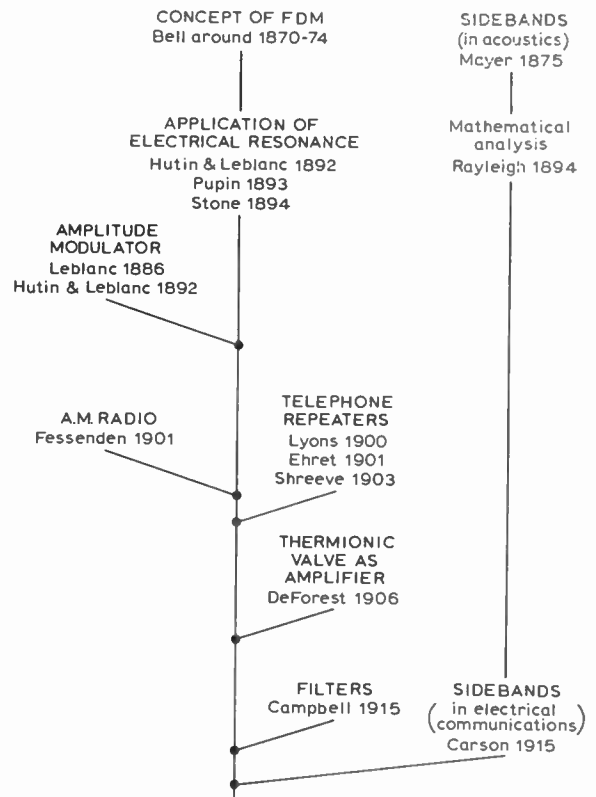 CONCEPT OF FDM
Bell around 1870-74
SIDEBANDS
(in acoustics)
Mayer 1875
APPLICATION OF
ELECTRICAL RESONANCE
Hutin & Leblanc 1892
Pupin 1893
Stone 1894
Mathematical
analysis
Rayleigh 1894
AMPLITUDE
MODULATOR
Leblanc 1886
Hutin & Leblanc 1892
A.M. RADIO
Fessenden 1901
TELEPHONE
REPEATERS
Lyons 1900
Ehret 1901
Shreeve 1903
THERMIONIC
VALVE AS
AMPLIFIER
DeForest 1906
FILTERS
Campbell 1915
SIDEBANDS
(in electrical
communications)
Carson 1915